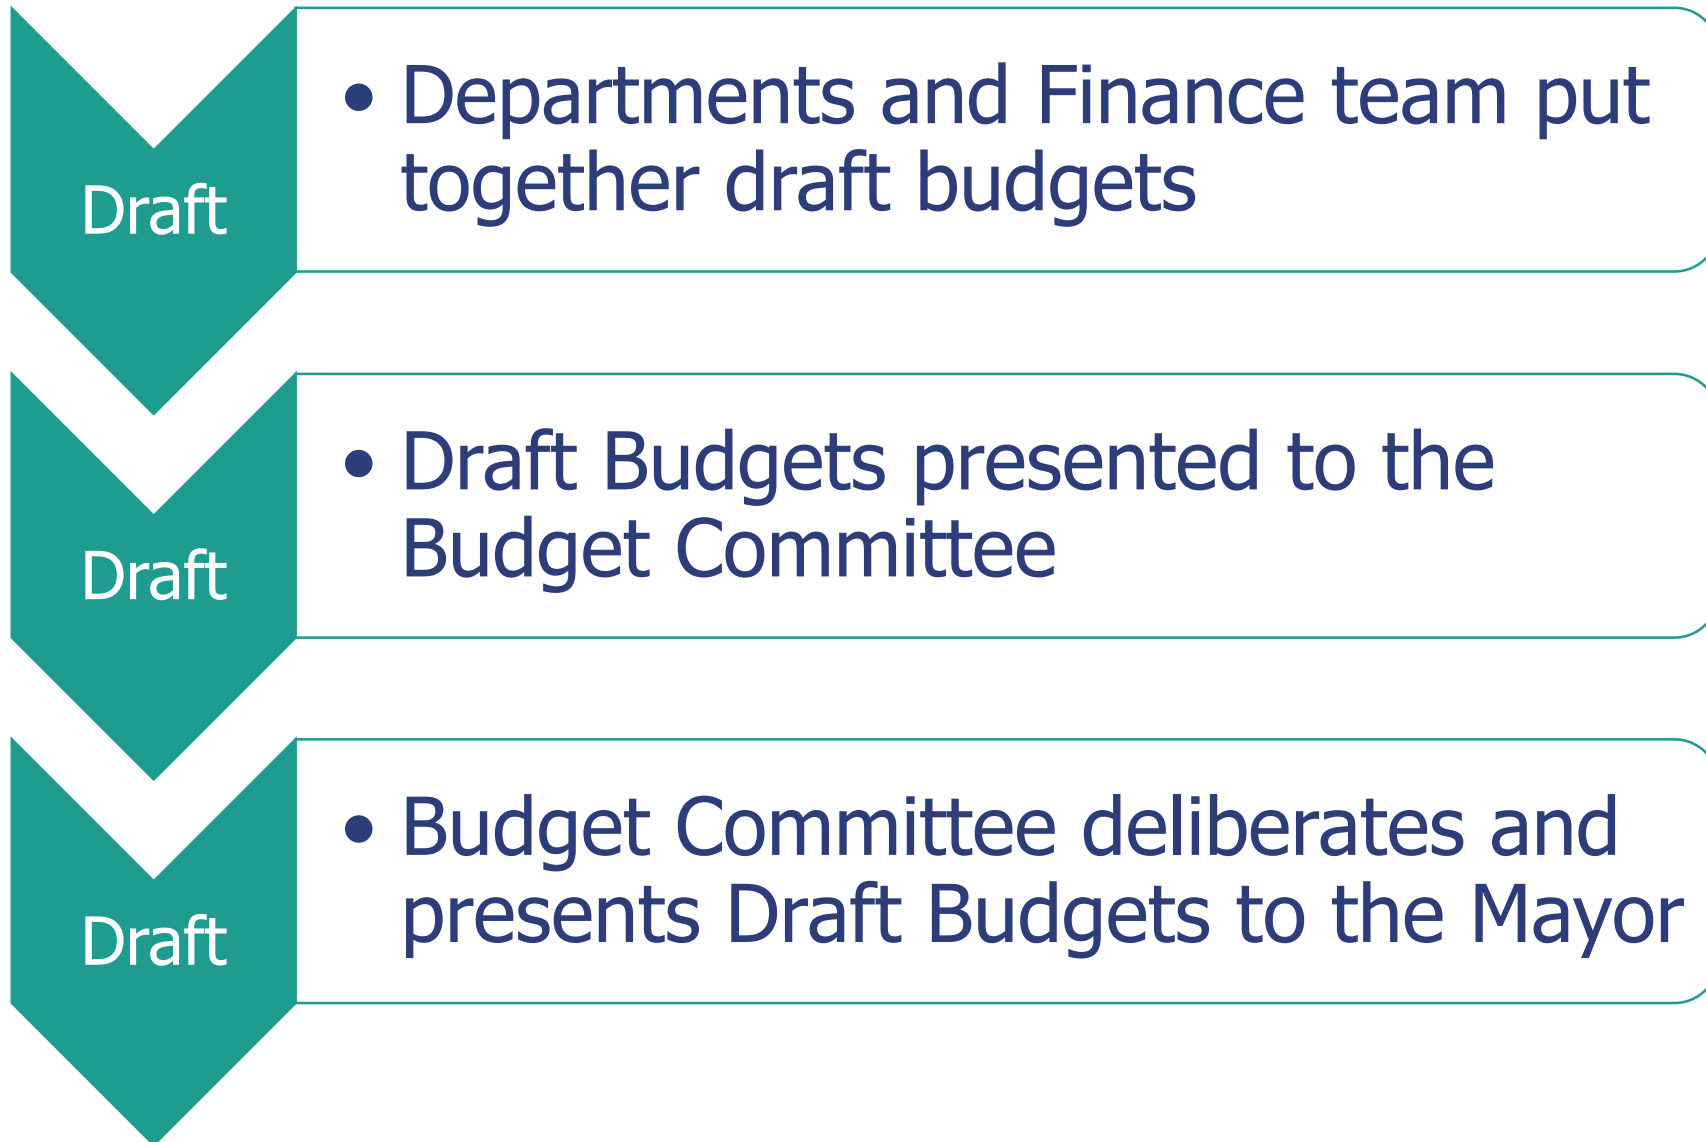 Draft
• Departments and Finance team put
together draft budgets
Draft
• Draft Budgets presented to the
Budget Committee
Draft
• Budget Committee deliberates and
presents Draft Budgets to the Mayor